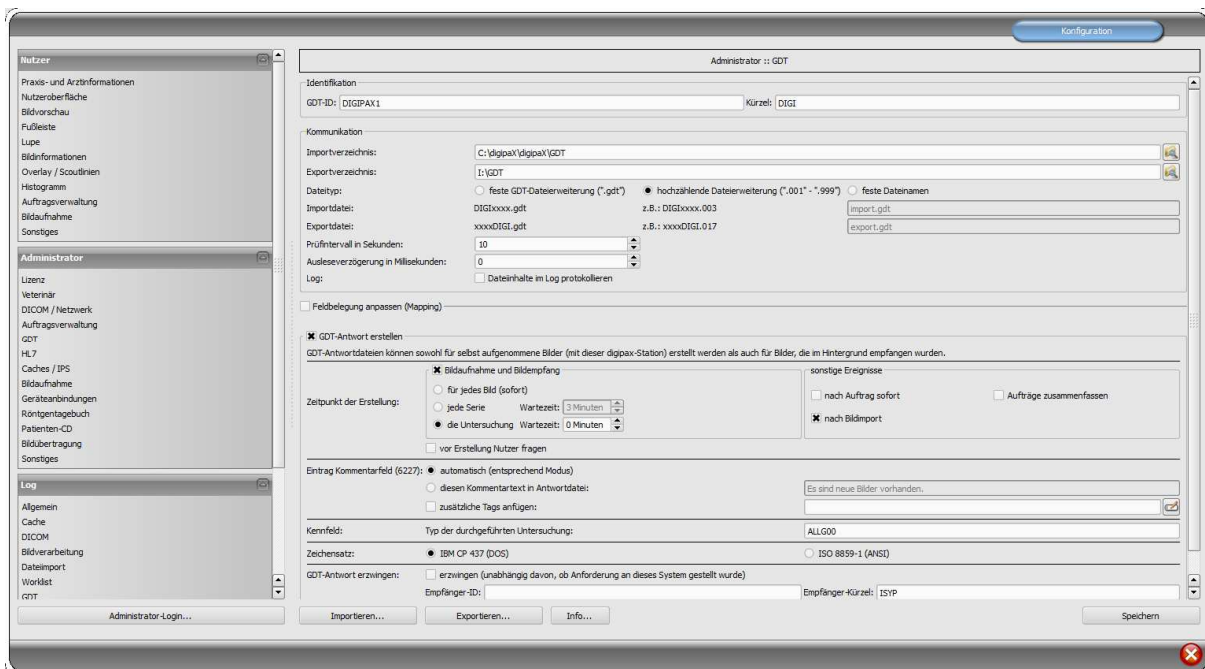 Konfiguration
Nutzer
Praxis- und Arztinformationen
Nutzeroberfläche
Bildvorschau
Fußleiste
Lupe
Bildinformationen
Overlay / Scoutlinien
Histogramm
Auftragsverwaltung
Bildaufnahme
Sonstiges
Administrator
Lizenz
Veterinär
DICOM / Netzwerk
Auftragsverwaltung
GDT
HL7
Caches / IPS
Bildaufnahme
Geräteanbindungen
Röntgentagebuch
Patienten-CD
Bildübertragung
Sonstiges
Log
Allgemein
Cache
DICOM
Bildverarbeitung
Dateiimport
Worklist
GDT
Administrator-Login...
Administrator :: GDT
Identifikation
GDT-ID: DIGIPAX1 Kürzel: DIGI
Kommunikation
Importverzeichnis: C:\digipaX\digipaX\GDT
Exportverzeichnis: I:\GDT
Dateityp: feste GDT-Dateierweiterung (".gdt") hochzählende Dateierweiterung (".001" - ".999") feste Dateinamen
Importdatei: DIGIxxxx.gdt z.B.: DIGIxxxx.003 import.gdt
Exportdatei: xxxxDIGI.gdt z.B.: xxxxDIGI.017 export.gdt
Prüfintervall in Sekunden: 10
Ausleseverzögerung in Millisekunden: 0
Log: Dateiinhalte im Log protokollieren
Feldbelegung anpassen (Mapping)
GDT-Antwort erstellen
GDT-Antwortdateien können sowohl für selbst aufgenommene Bilder (mit dieser digipax-Station) erstellt werden als auch für Bilder, die im Hintergrund empfangen wurden.
Zeitpunkt der Erstellung:
Bildaufnahme und Bildempfang
für jedes Bild (sofort)
jede Serie Wartezeit: 3 Minuten
die Untersuchung Wartezeit: 0 Minuten
vor Erstellung Nutzer fragen
sonstige Ereignisse
nach Auftrag sofort Aufträge zusammenfassen
nach Bildimport
Eintrag Kommentarfeld (6227): automatisch (entsprechend Modus)
diesen Kommentartext in Antwortdatei: Es sind neue Bilder vorhanden.
zusätzliche Tags anfügen:
Kennfeld: Typ der durchgeführten Untersuchung: ALLG00
Zeichensatz: IBM CP 437 (DOS) ISO 8859-1 (ANSI)
GDT-Antwort erzwingen: erzwingen (unabhängig davon, ob Anforderung an dieses System gestellt wurde)
Empfänger-ID: Empfänger-Kürzel: ISYP
Importieren... Exportieren... Info... Speichern